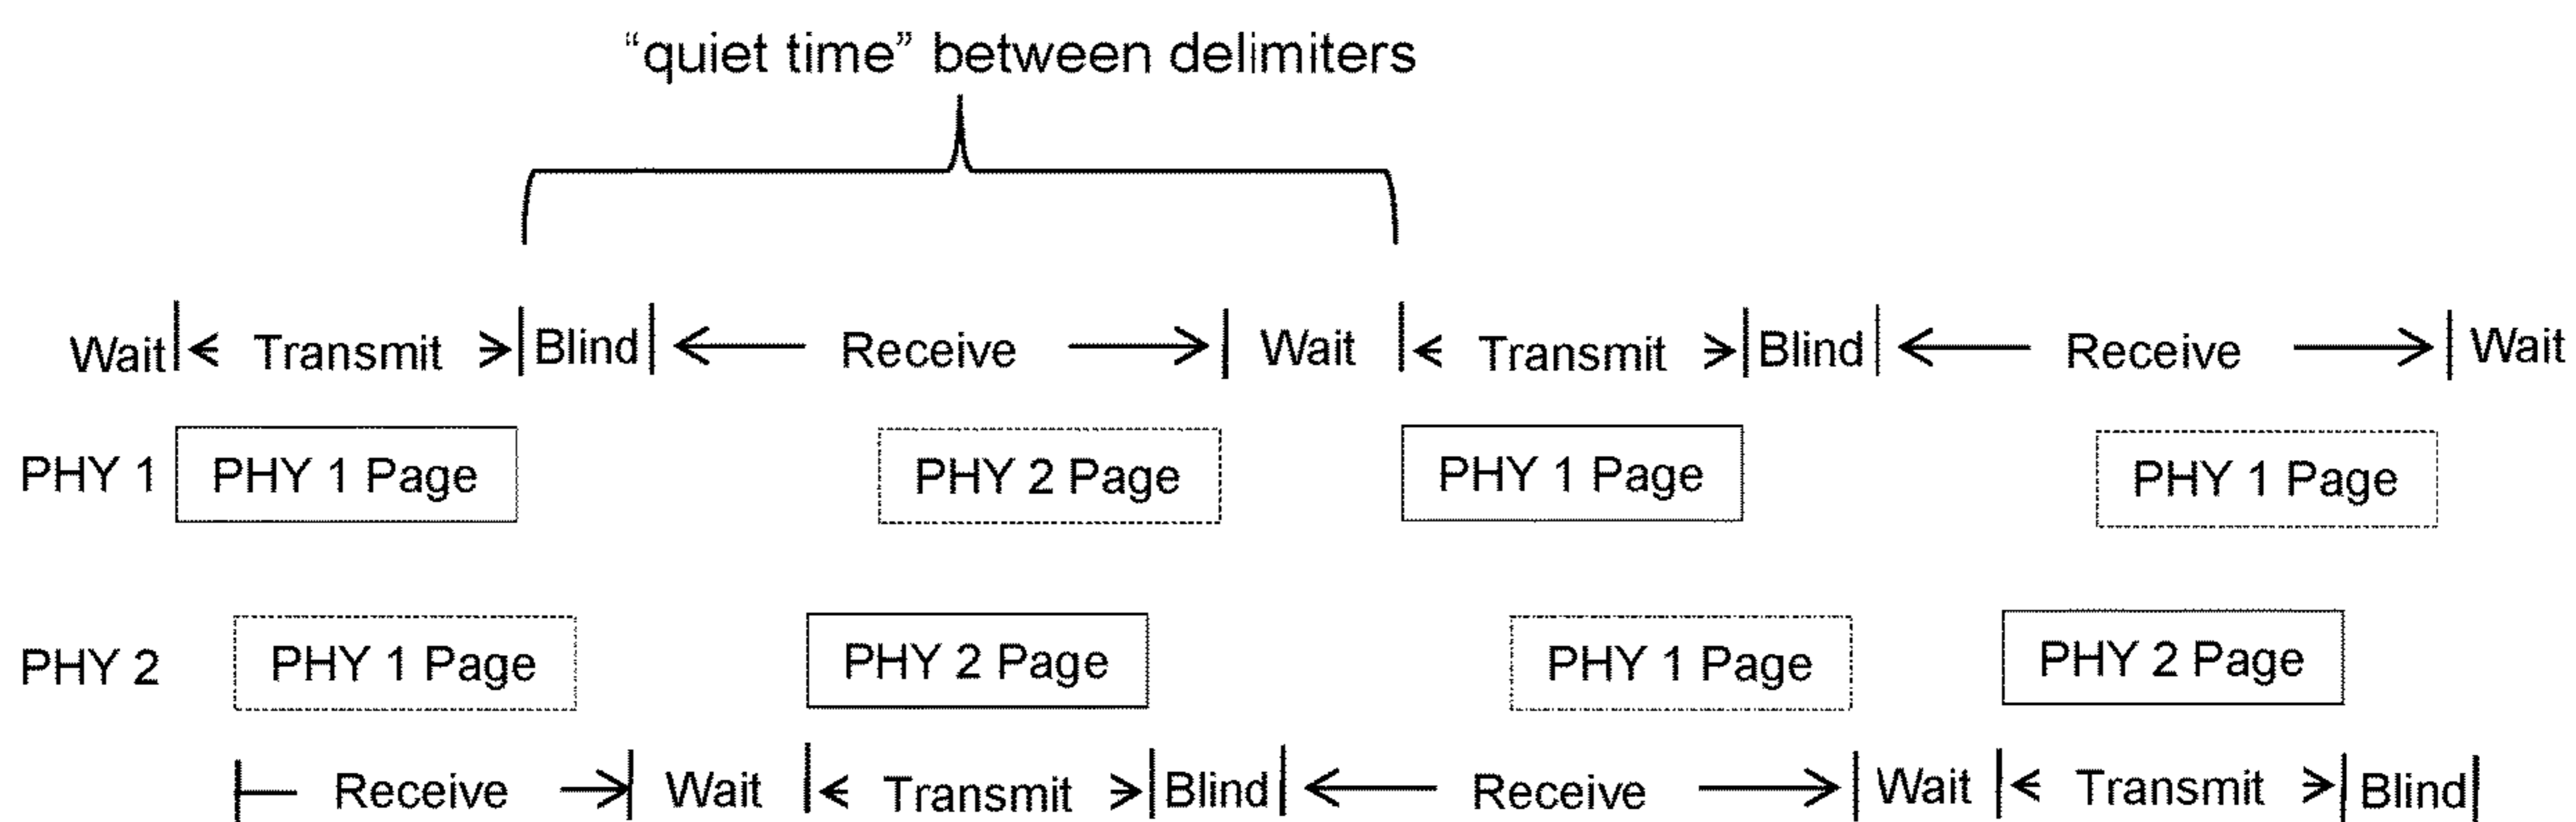 “quiet time” between delimiters
Wait Transmit Blind Receive Wait Transmit Blind Receive Wait
PHY 1 PHY 1 Page PHY 2 Page PHY 1 Page PHY 1 Page
PHY 2 PHY 1 Page PHY 2 Page PHY 1 Page PHY 2 Page
Receive Wait Transmit Blind Receive Wait Transmit Blind